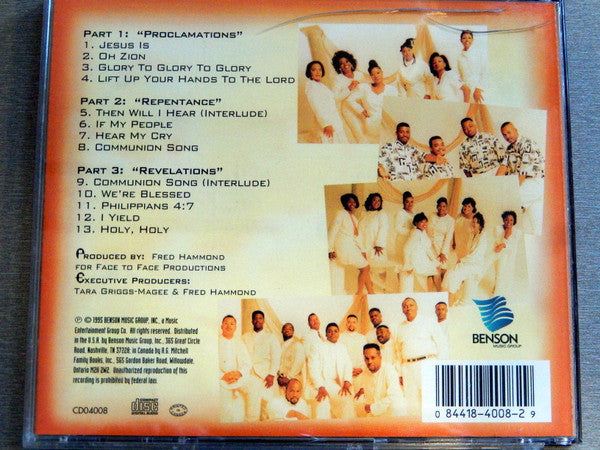 PART 1: "PROCLAMATIONS"
1. JESUS IS
2. OH ZION
3. GLORY TO GLORY TO GLORY
4. LIFT UP YOUR HANDS TO THE LORD
PART 2: "REPENTANCE"
5. THEN WILL I HEAR (INTERLUDE)
6. IF MY PEOPLE
7. HEAR MY CRY
8. COMMUNION SONG
PART 3: "REVELATIONS"
9. COMMUNION SONG (INTERLUDE)
10. WE'RE BLESSED
11. PHILIPPIANS 4:7
12. I YIELD
13. HOLY, HOLY
PRODUCED BY: FRED HAMMOND
FOR FACE TO FACE PRODUCTIONS
EXECUTIVE PRODUCERS:
TARA GRIGGS-MAGEE & FRED HAMMOND
℗ © 1995 BENSON MUSIC GROUP, INC., a Music
Entertainment Group Co. All rights reserved. Distributed
in the U.S.A. by Benson Music Group, Inc., 365 Great Circle
Road, Nashville, TN 37228; in Canada by R.G. Mitchell
Family Books, Inc., 565 Gordon Baker Road, Willowdale,
Ontario M2H 2W2. Unauthorized reproduction of
this recording is prohibited by federal law.
CD04008
COMPACT
disc
DIGITAL AUDIO
BENSON
MUSIC GROUP
0 84418-4008-2 9